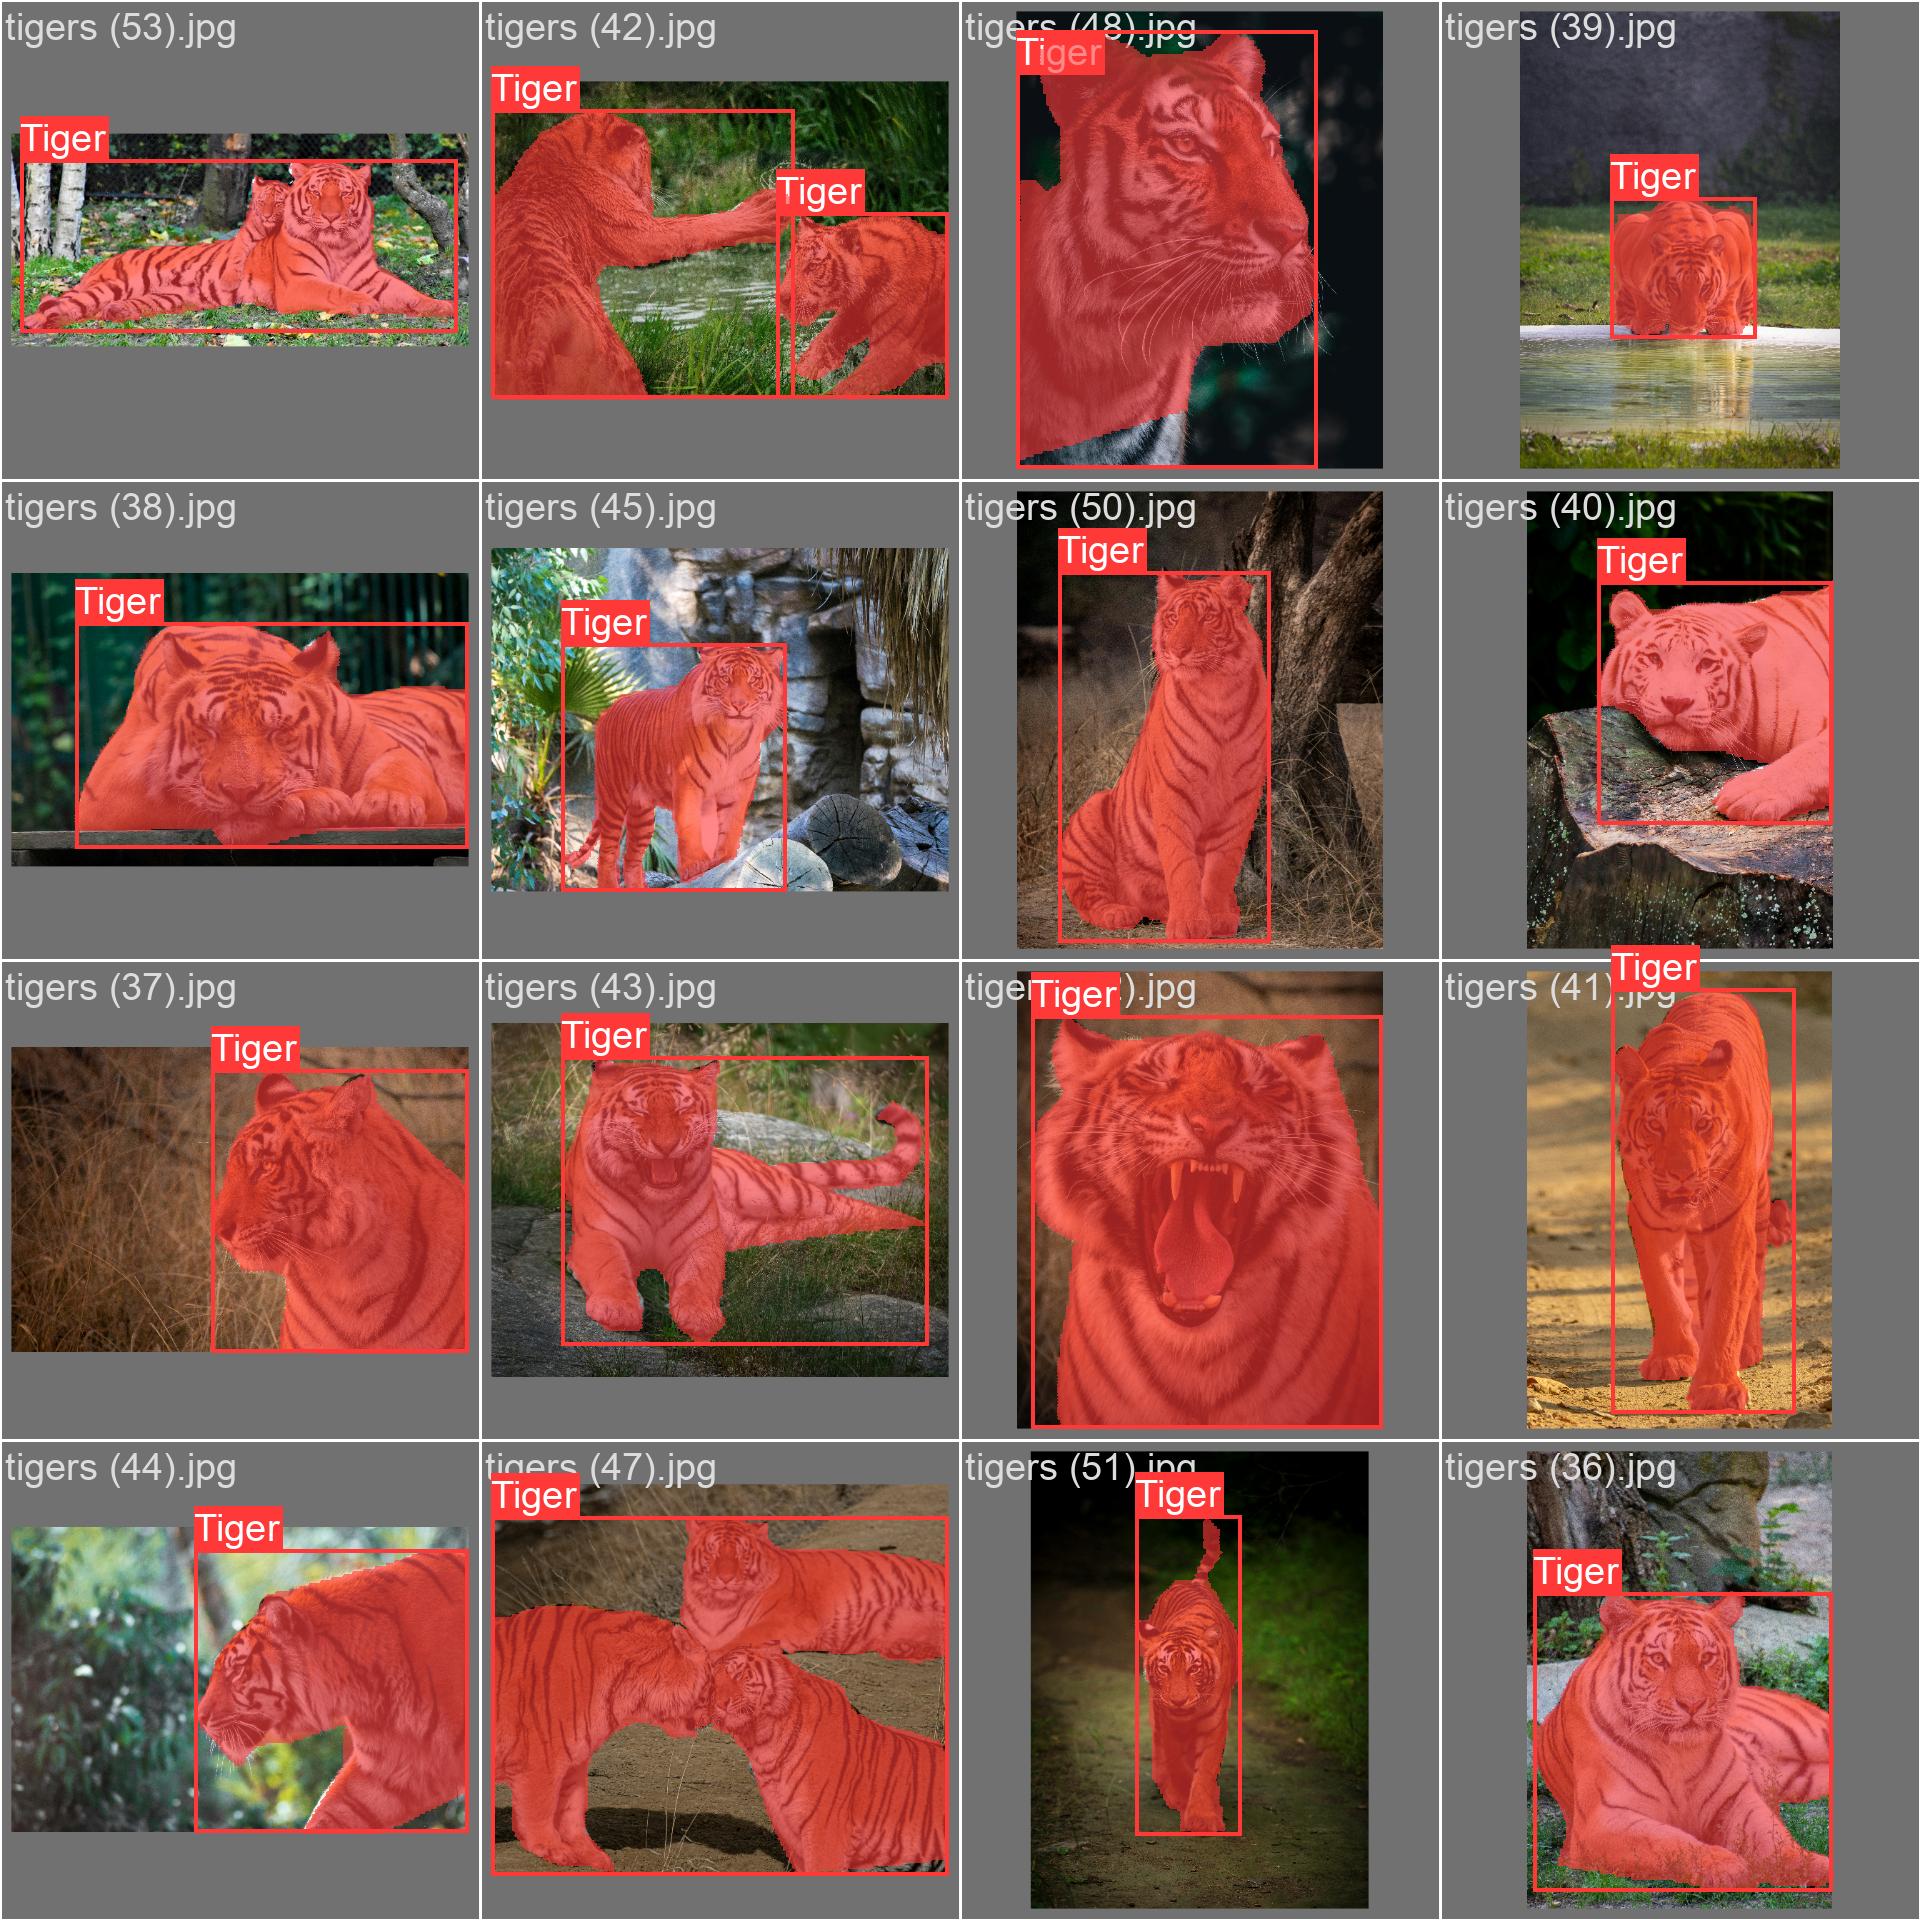 tigers (53).jpg
tigers (42).jpg
tigers (48).jpg
tigers (39).jpg
Tiger
Tiger
Tiger
Tiger
Tiger
tigers (38).jpg
tigers (45).jpg
tigers (50).jpg
tigers (40).jpg
Tiger
Tiger
Tiger
Tiger
tigers (37).jpg
tigers (43).jpg
).jpg
tigers (41).jpg
Tiger
Tiger
Tiger
Tiger
tigers (44).jpg
tigers (47).jpg
tigers (51).jpg
tigers (36).jpg
Tiger
Tiger
Tiger
Tiger